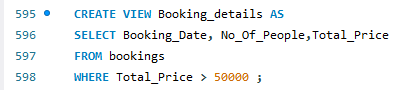 595 CREATE VIEW Booking_details AS
596 SELECT Booking_Date, No_Of_People,Total_Price
597 FROM bookings
598 WHERE Total_Price > 50000 ;